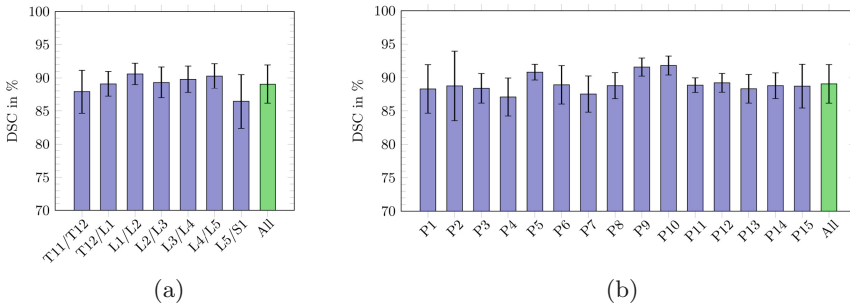 100
95
90
85
80
75
70
DSC in %
T11/T12
T12/L1
L1/L2
L2/L3
L3/L4
L4/L5
L5/S1
All
(a)
100
95
90
85
80
75
70
DSC in %
P1
P2
P3
P4
P5
P6
P7
P8
P9
P10
P11
P12
P13
P14
P15
All
(b)